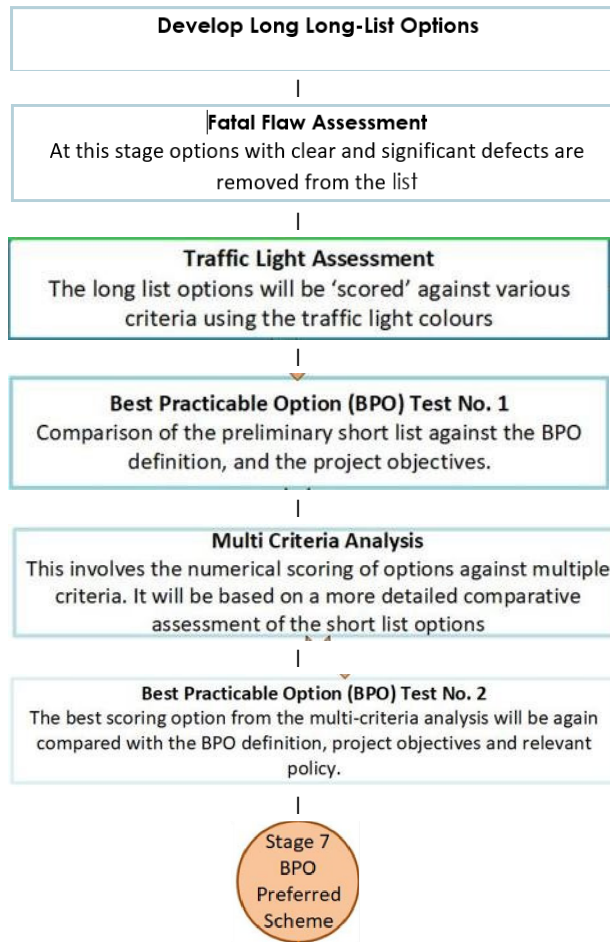 Develop Long Long-List Options
Fatal Flaw Assessment
At this stage options with clear and significant defects are
removed from the list
Traffic Light Assessment
The long list options will be ‘scored’ against various
criteria using the traffic light colours
Best Practicable Option (BPO) Test No. 1
Comparison of the preliminary short list against the BPO
definition, and the project objectives.
Multi Criteria Analysis
This involves the numerical scoring of options against multiple
criteria. It will be based on a more detailed comparative
assessment of the short list options
Best Practicable Option (BPO) Test No. 2
The best scoring option from the multi-criteria analysis will be again
compared with the BPO definition, project objectives and relevant
policy.
Stage 7
BPO
Preferred
Scheme